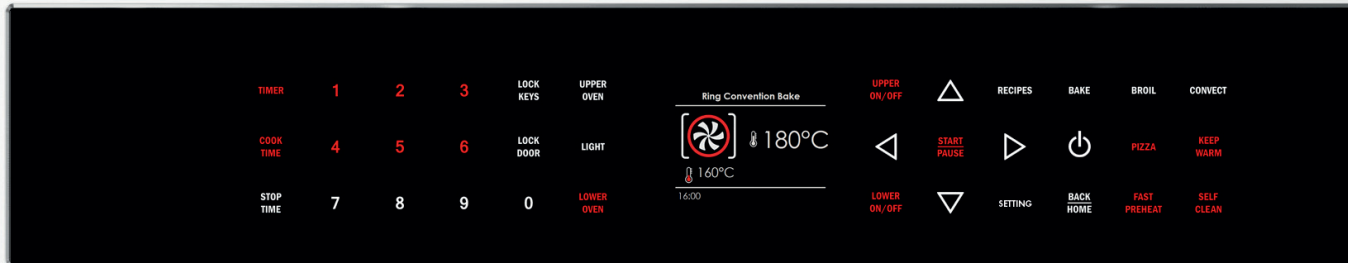 TIMER 1 2 3 LOCK KEYS UPPER OVEN
COOK TIME 4 5 6 LOCK DOOR LIGHT
STOP TIME 7 8 9 0 LOWER OVEN
Ring Convention Bake
180°C
160°C
16:00
UPPER ON/OFF RECIPES BAKE BROIL CONVECT
START PAUSE PIZZA KEEP WARM
LOWER ON/OFF SETTING BACK HOME FAST PREHEAT SELF CLEAN